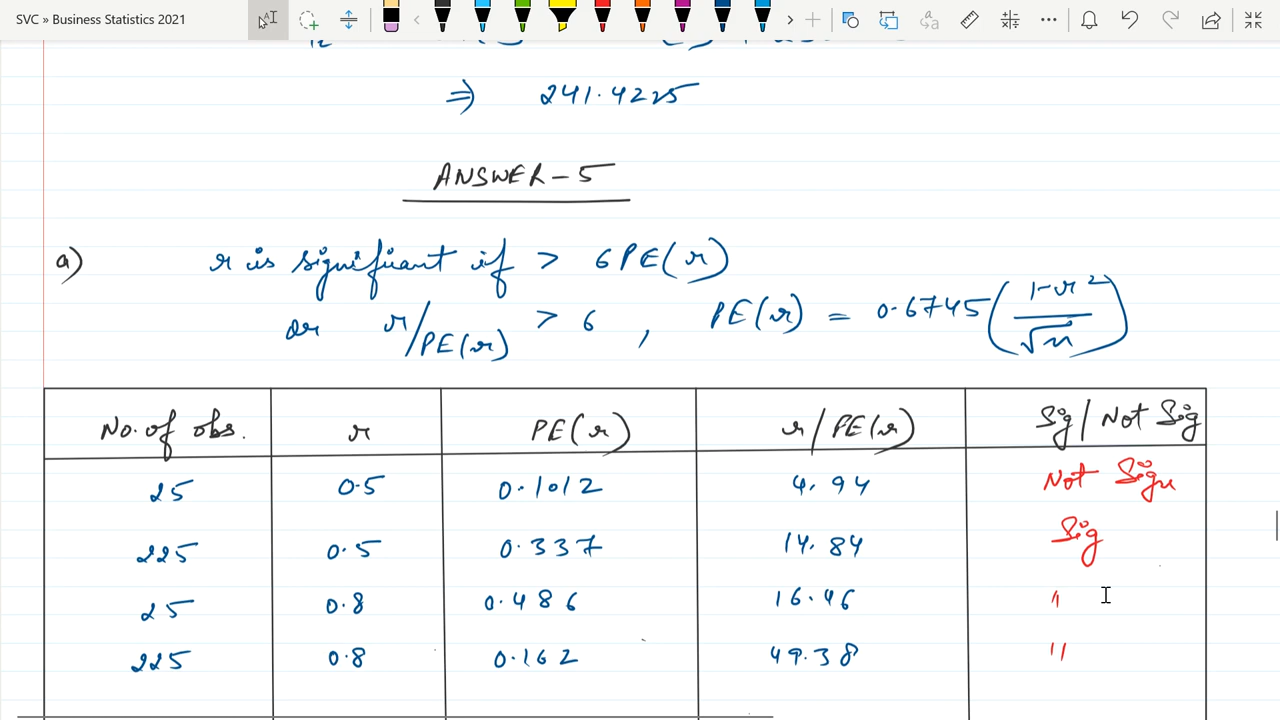 SVC » Business Statistics 2021
⇒ 241.4225
ANSWER - 5
a) r is significant if > 6PE(r)
or r/PE(r) > 6 , PE(r) = 0.6745 (1-r²/√n)
No. of obs. r PE(r) r/PE(r) Sig/Not Sig
25 0.5 0.1012 4.94 Not Sign
225 0.5 0.337 14.84 Sig
25 0.8 0.486 16.46 "
225 0.8 0.162 49.38 "